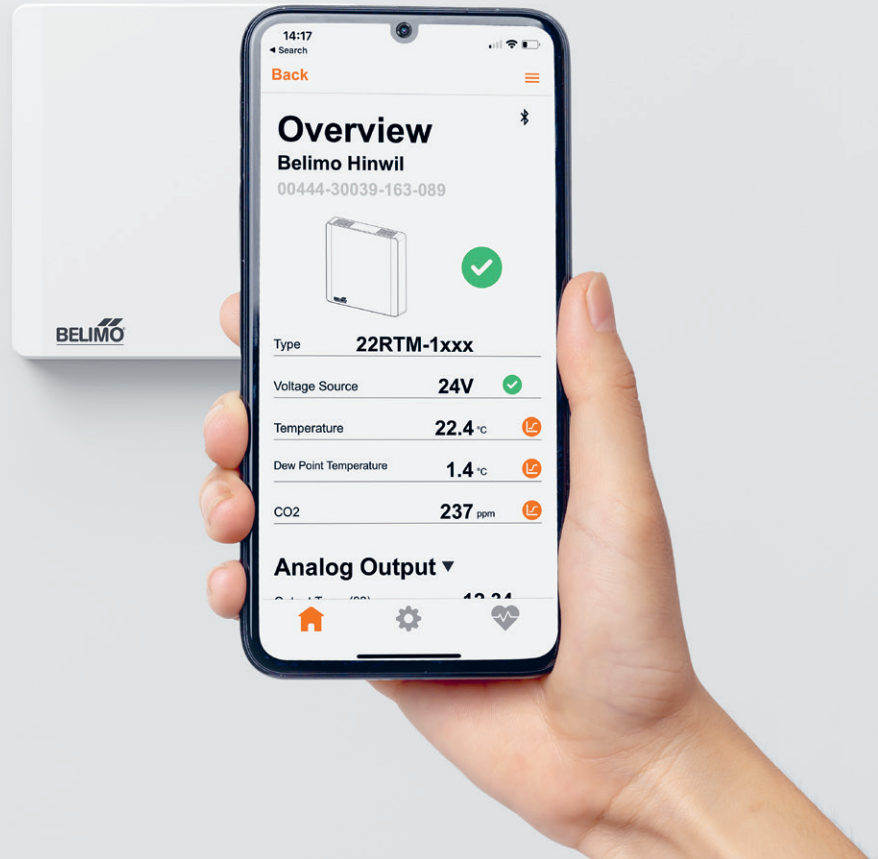 14:17
◀ Search
Back
Overview
Belimo Hinwil
00444-30039-163-089
BELIMO
Type 22RTM-1xxx
Voltage Source 24V
Temperature 22.4 °C
Dew Point Temperature 1.4 °C
CO2 237 ppm
Analog Output ▼
BELIMO